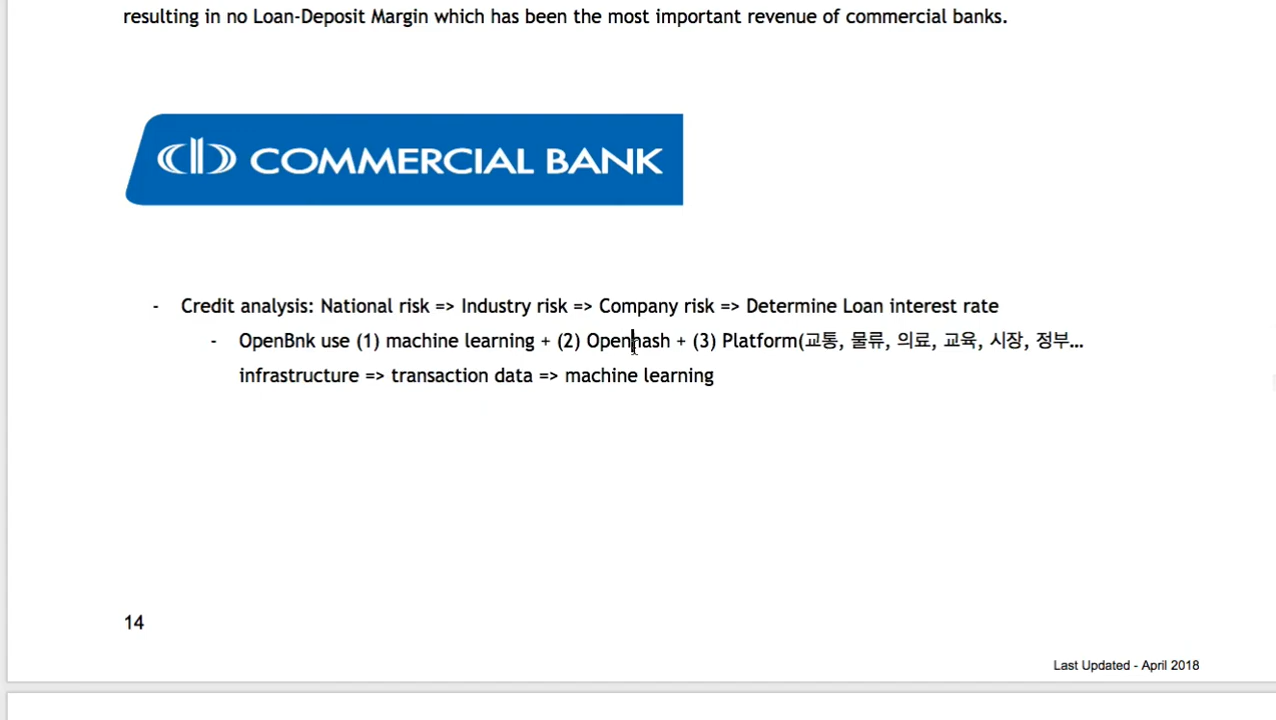 resulting in no Loan-Deposit Margin which has been the most important revenue of commercial banks.
COMMERCIAL BANK
- Credit analysis: National risk => Industry risk => Company risk => Determine Loan interest rate
- OpenBnk use (1) machine learning + (2) Openhash + (3) Platform(교통, 물류, 의료, 교육, 시장, 정부...
infrastructure => transaction data => machine learning
14
Last Updated - April 2018